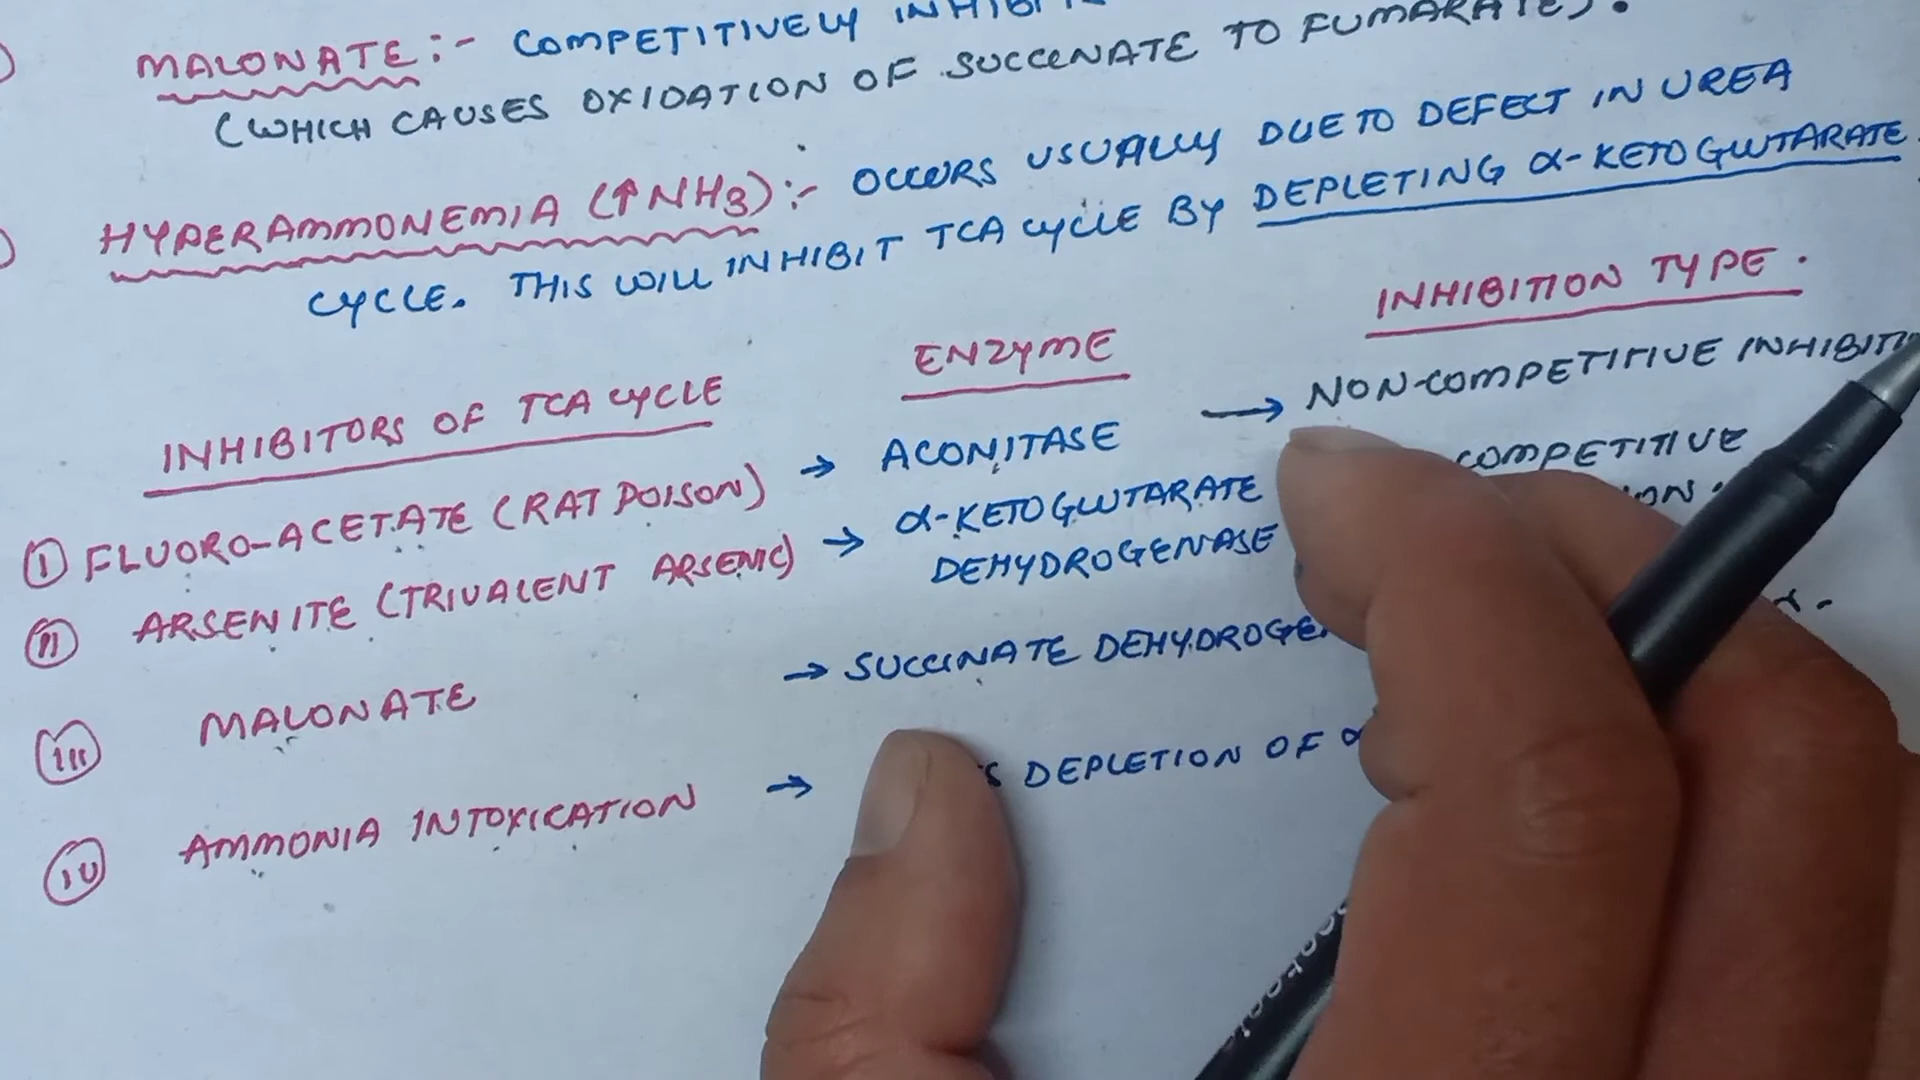 MALONATE:- COMPETITIVELY
(WHICH CAUSES OXIDATION OF SUCCINATE TO FUMARATE).
HYPERAMMONEMIA (↑NH3):- OCCURS USUALLY DUE TO DEFECT IN UREA
CYCLE. THIS WILL INHIBIT TCA CYCLE BY DEPLETING α-KETOGLUTARATE.
INHIBITORS OF TCA CYCLE ENZYME INHIBITION TYPE.
(I) FLUORO-ACETATE (RAT POISON) → ACONITASE → NON-COMPETITIVE
(II) ARSENITE (TRIVALENT ARSENIC) → α-KETOGLUTARATE COMPETITIVE
DEHYDROGENASE
(III) MALONATE → SUCCINATE
(IV) AMMONIA INTOXICATION → DEPLETION OF α